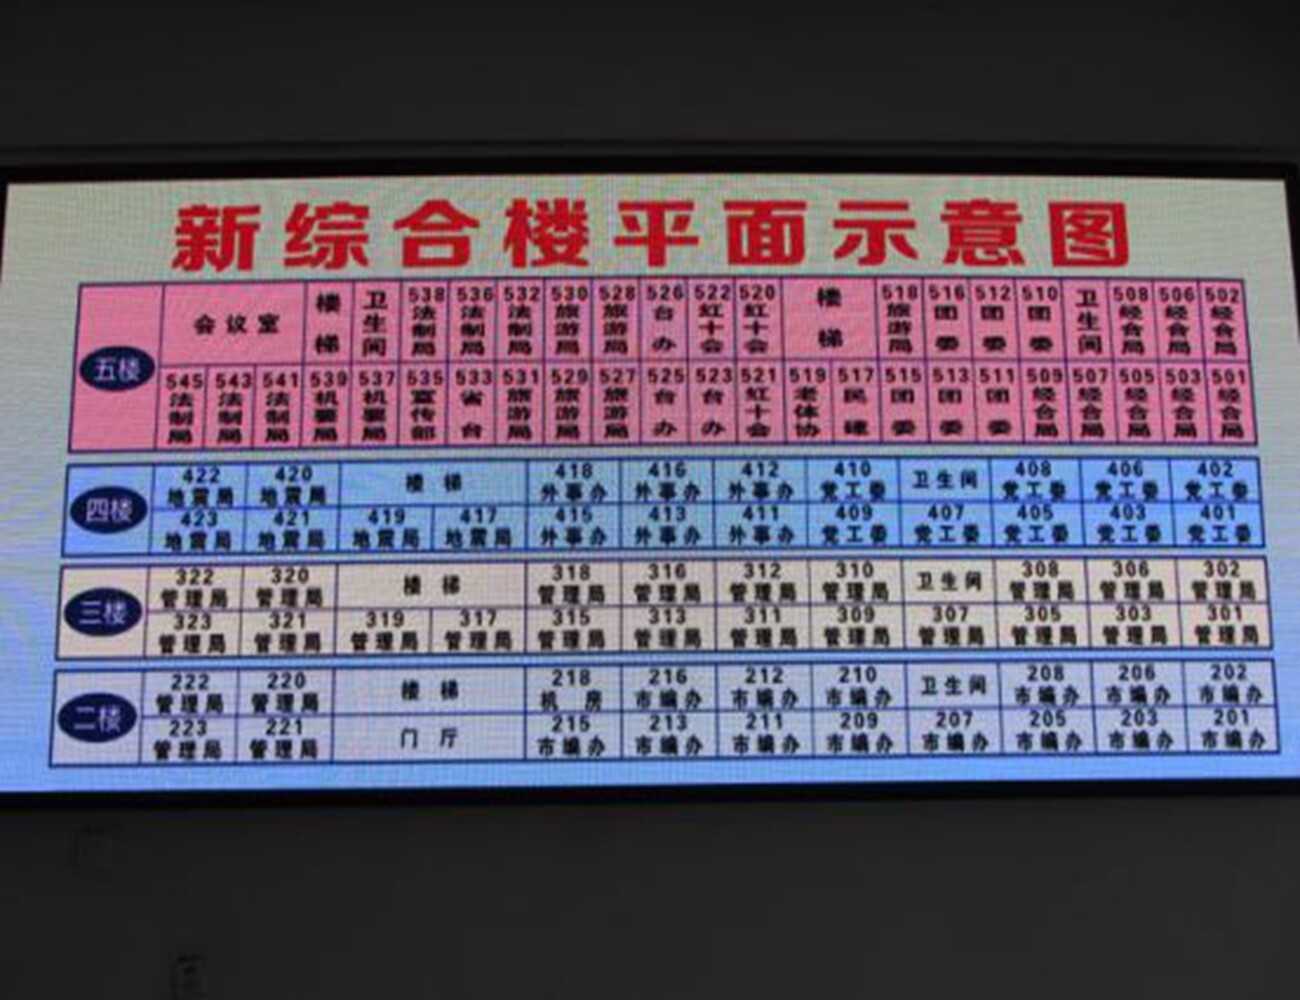 新综合楼平面示意图
五楼
会议室 楼梯 卫生间 538法制局 536法制局 532法制局 530旅游局 528旅游局 526台办 522红十会 520红十会 楼梯 518旅游局 516团委 512团委 510团委 卫生间 508经合局 506经合局 502经合局
545法制局 543法制局 541法制局 539机要局 537机要局 535宣传部 533省台 531旅游局 529旅游局 527旅游局 525台办 523台办 521红十会 519老体协 517民建 515团委 513团委 511团委 509经合局 507经合局 505经合局 503经合局 501经合局
四楼
422地震局 420地震局 楼梯 418外事办 416外事办 412外事办 410党工委 卫生间 408党工委 406党工委 402党工委
423地震局 421地震局 419地震局 417地震局 415外事办 413外事办 411外事办 409党工委 407党工委 405党工委 403党工委 401党工委
三楼
322管理局 320管理局 楼梯 318管理局 316管理局 312管理局 310管理局 卫生间 308管理局 306管理局 302管理局
323管理局 321管理局 319管理局 317管理局 315管理局 313管理局 311管理局 309管理局 307管理局 305管理局 303管理局 301管理局
二楼
222管理局 220管理局 楼梯 218机房 216市编办 212市编办 210市编办 卫生间 208市编办 206市编办 202市编办
223管理局 221管理局 门厅 215市编办 213市编办 211市编办 209市编办 207市编办 205市编办 203市编办 201市编办